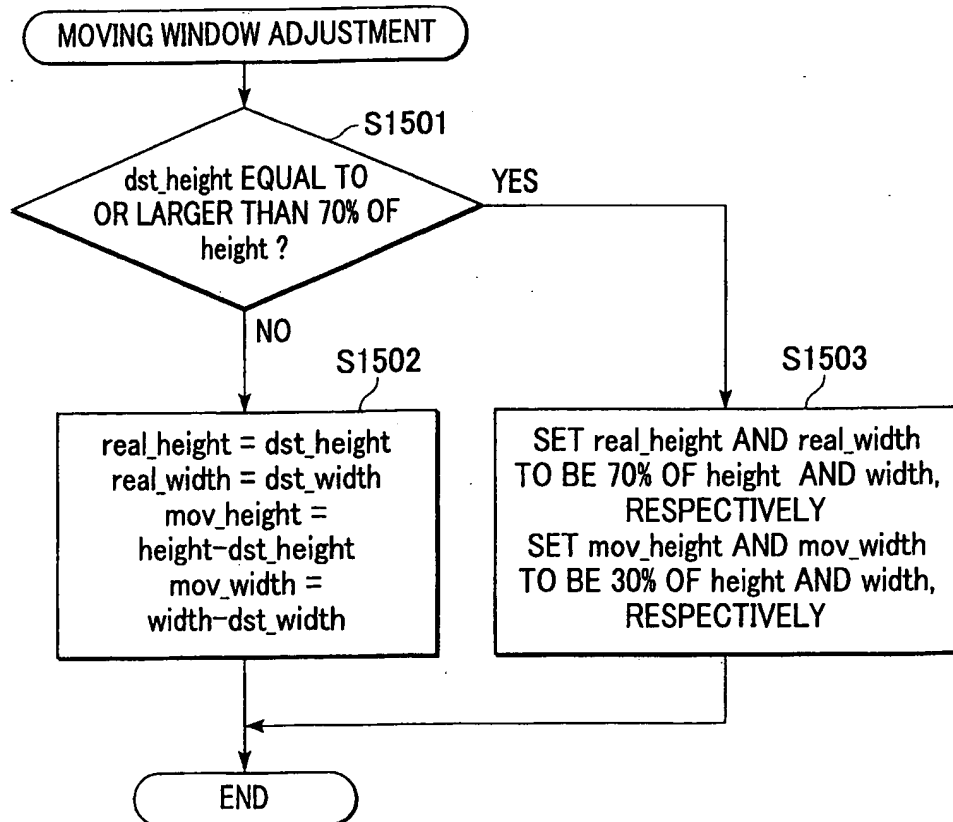 MOVING WINDOW ADJUSTMENT
S1501
dst_height EQUAL TO
OR LARGER THAN 70% OF
height ?
YES
NO
S1502
real_height = dst_height
real_width = dst_width
mov_height =
height-dst_height
mov_width =
width-dst_width
S1503
SET real_height AND real_width
TO BE 70% OF height AND width,
RESPECTIVELY
SET mov_height AND mov_width
TO BE 30% OF height AND width,
RESPECTIVELY
END